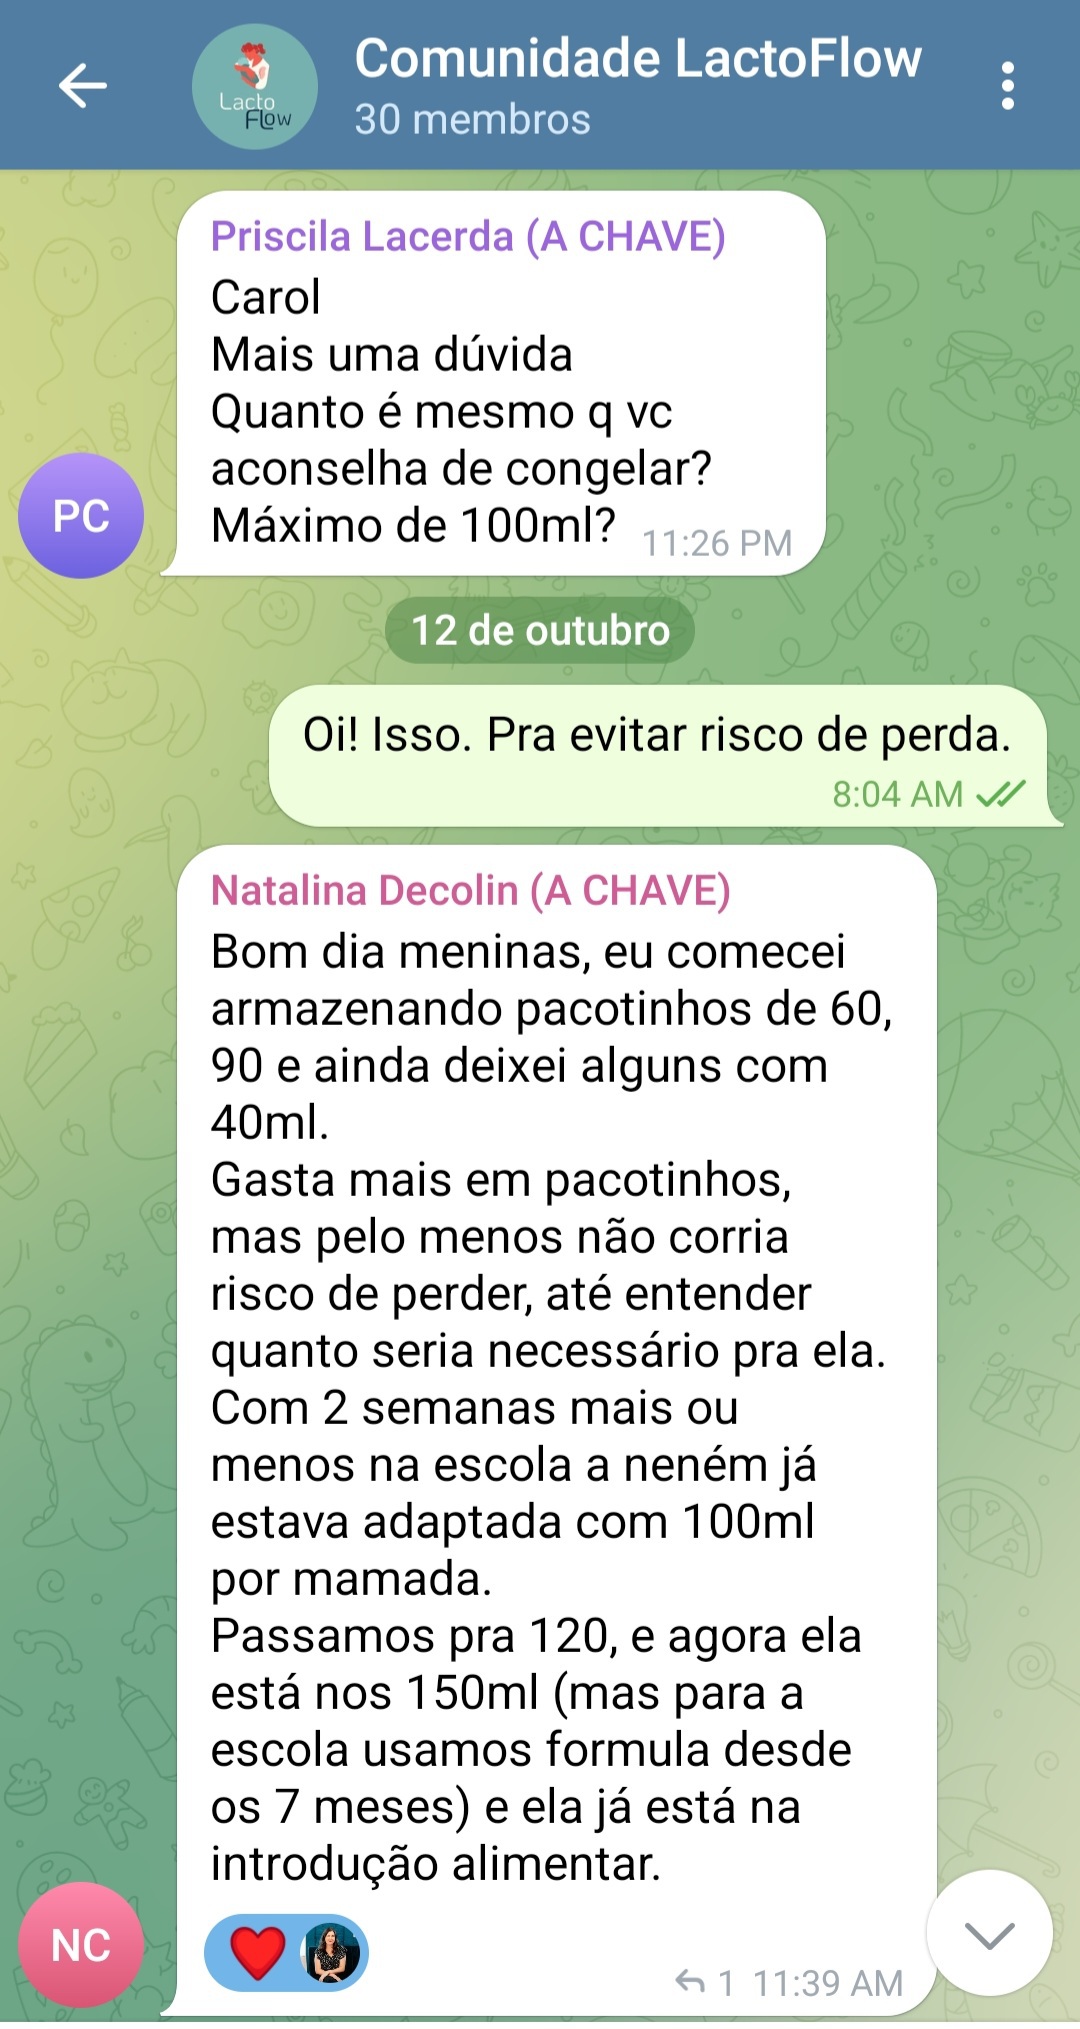 Comunidade LactoFlow
30 membros
Lacto
Flow
Priscila Lacerda (A CHAVE)
Carol
Mais uma dúvida
Quanto é mesmo q vc
aconselha de congelar?
Máximo de 100ml?
11:26 PM
PC
12 de outubro
Oi! Isso. Pra evitar risco de perda.
8:04 AM
Natalina Decolin (A CHAVE)
Bom dia meninas, eu comecei
armazenando pacotinhos de 60,
90 e ainda deixei alguns com
40ml.
Gasta mais em pacotinhos,
mas pelo menos não corria
risco de perder, até entender
quanto seria necessário pra ela.
Com 2 semanas mais ou
menos na escola a neném já
estava adaptada com 100ml
por mamada.
Passamos pra 120, e agora ela
está nos 150ml (mas para a
escola usamos formula desde
os 7 meses) e ela já está na
introdução alimentar.
NC
1 11:39 AM